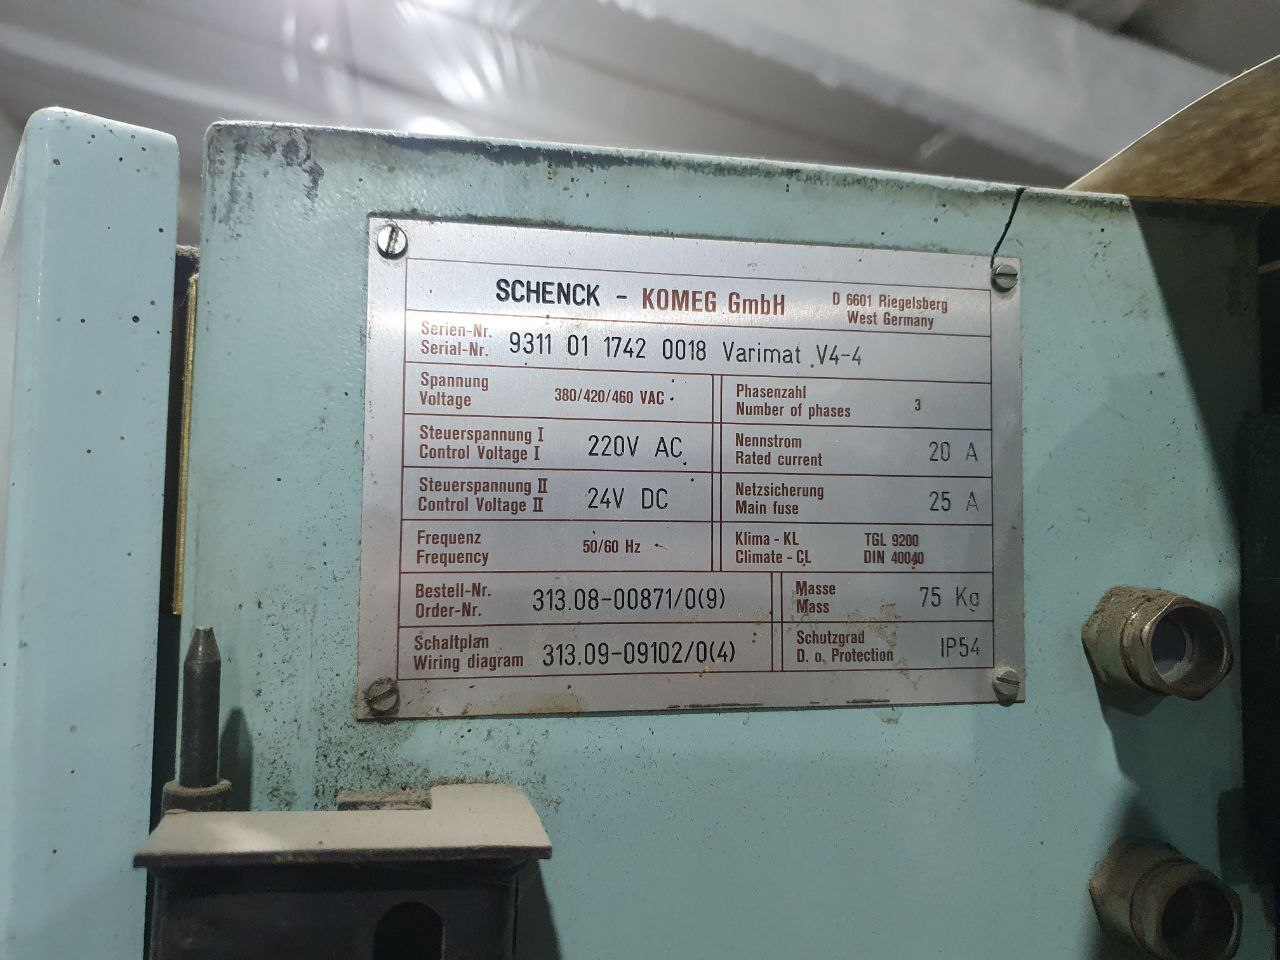 SCHENCK - KOMEG GmbH D 6601 Riegelsberg
West Germany
Serien-Nr.
Serial-Nr. 9311 01 1742 0018 Varimat V4-4
Spannung
Voltage 380/420/460 VAC
Phasenzahl
Number of phases 3
Steuerspannung I
Control Voltage I 220V AC
Nennstrom
Rated current 20 A
Steuerspannung II
Control Voltage II 24V DC
Netzsicherung
Main fuse 25 A
Frequenz
Frequency 50/60 Hz
Klima - KL TGL 9200
Climate - CL DIN 40040
Bestell-Nr.
Order-Nr. 313.08-00871/0(9)
Masse
Mass 75 Kg
Schaltplan
Wiring diagram 313.09-09102/0(4)
Schutzgrad
D. o. Protection IP54